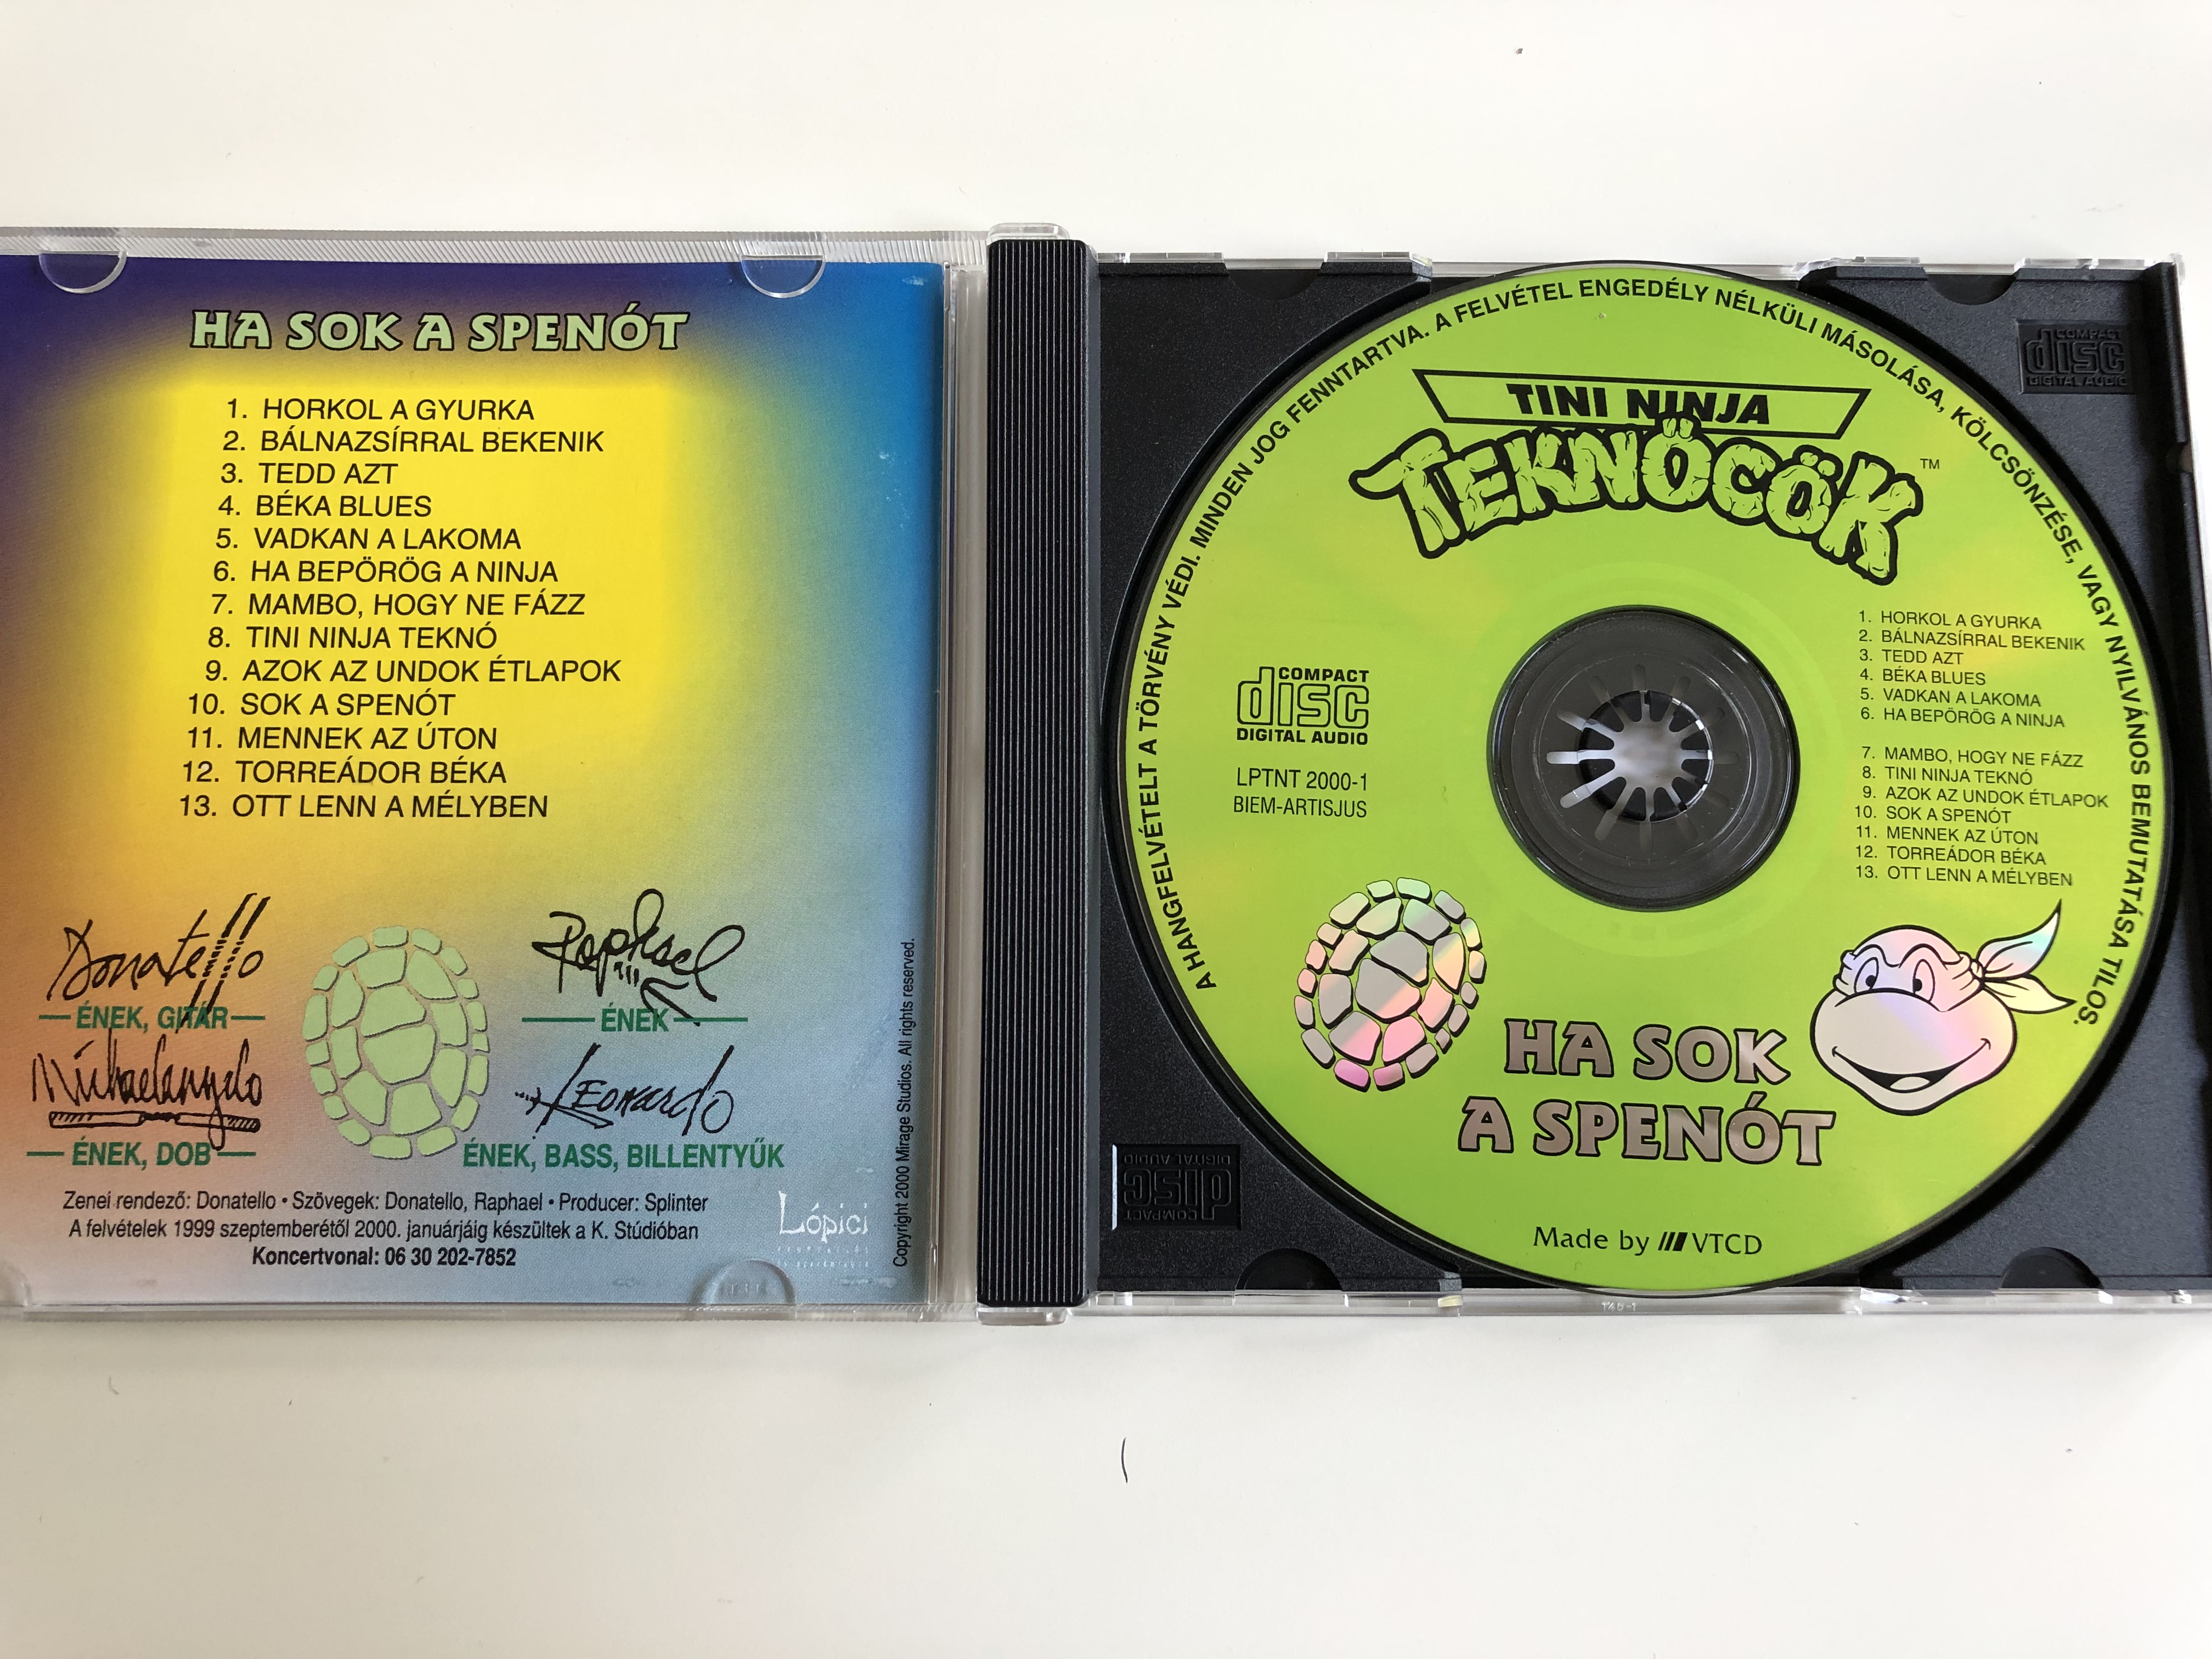 HA SOK A SPENÓT
1. HORKOL A GYURKA
2. BÁLNAZSÍRRAL BEKENIK
3. TEDD AZT
4. BÉKA BLUES
5. VADKAN A LAKOMA
6. HA BEPÖRÖG A NINJA
7. MAMBO, HOGY NE FÁZZ
8. TINI NINJA TEKNÓ
9. AZOK AZ UNDOK ÉTLAPOK
10. SOK A SPENÓT
11. MENNEK AZ ÚTON
12. TORREÁDOR BÉKA
13. OTT LENN A MÉLYBEN
Donatello
ÉNEK, GITÁR
Raphael
ÉNEK
Michaelangelo
ÉNEK, DOB
Leonardo
ÉNEK, BASS, BILLENTYŰK
Zenei rendező: Donatello • Szövegek: Donatello, Raphael • Producer: Splinter
A felvételek 1999 szeptemberétől 2000. januárjáig készültek a K. Stúdióban
Koncertvonal: 06 30 202-7852
Lópici
Copyright 2000 Mirage Studios. All rights reserved.
A HANGFELVÉTELT A TÖRVÉNY VÉDI. MINDEN JOG FENNTARTVA. A FELVÉTEL ENGEDÉLY NÉLKÜLI MÁSOLÁSA, KÖLCSÖNZÉSE, VAGY NYILVÁNOS BEMUTATÁSA TILOS.
TINI NINJA
TEKNŐCÖK™
COMPACT
disc
DIGITAL AUDIO
LPTNT 2000-1
BIEM-ARTISJUS
1. HORKOL A GYURKA
2. BÁLNAZSÍRRAL BEKENIK
3. TEDD AZT
4. BÉKA BLUES
5. VADKAN A LAKOMA
6. HA BEPÖRÖG A NINJA
7. MAMBO, HOGY NE FÁZZ
8. TINI NINJA TEKNÓ
9. AZOK AZ UNDOK ÉTLAPOK
10. SOK A SPENÓT
11. MENNEK AZ ÚTON
12. TORREÁDOR BÉKA
13. OTT LENN A MÉLYBEN
HA SOK
A SPENÓT
Made by VTCD
COMPACT
disc
DIGITAL AUDIO
COMPACT
disc
DIGITAL AUDIO